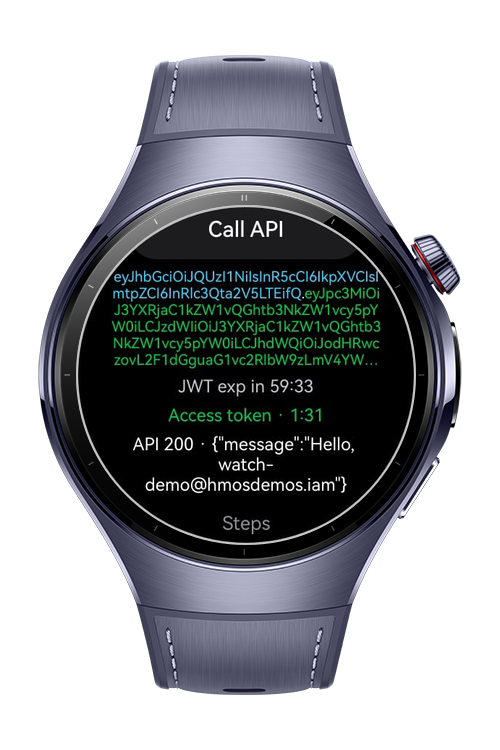 Call API
eyJhbGciOiJQUzI1NiIsInR5cCI6IkpXVCIsI
mtpZCI6InRlc3Qta2V5LTEifQ.eyJpc3MiOi
J3YXRjaC1kZW1vQGhtb3NkZW1vcy5pY
W0iLCJzdWIiOiJ3YXRjaC1kZW1vQGhtb3
NkZW1vcy5pYW0iLCJhdWQiOiJodHRwc
zovL2F1dGguaG1vc2RlbW9zLmV4YW...
JWT exp in 59:33
Access token · 1:31
API 200 · {"message":"Hello,
watch-
demo@hmosdemos.iam"}
Steps